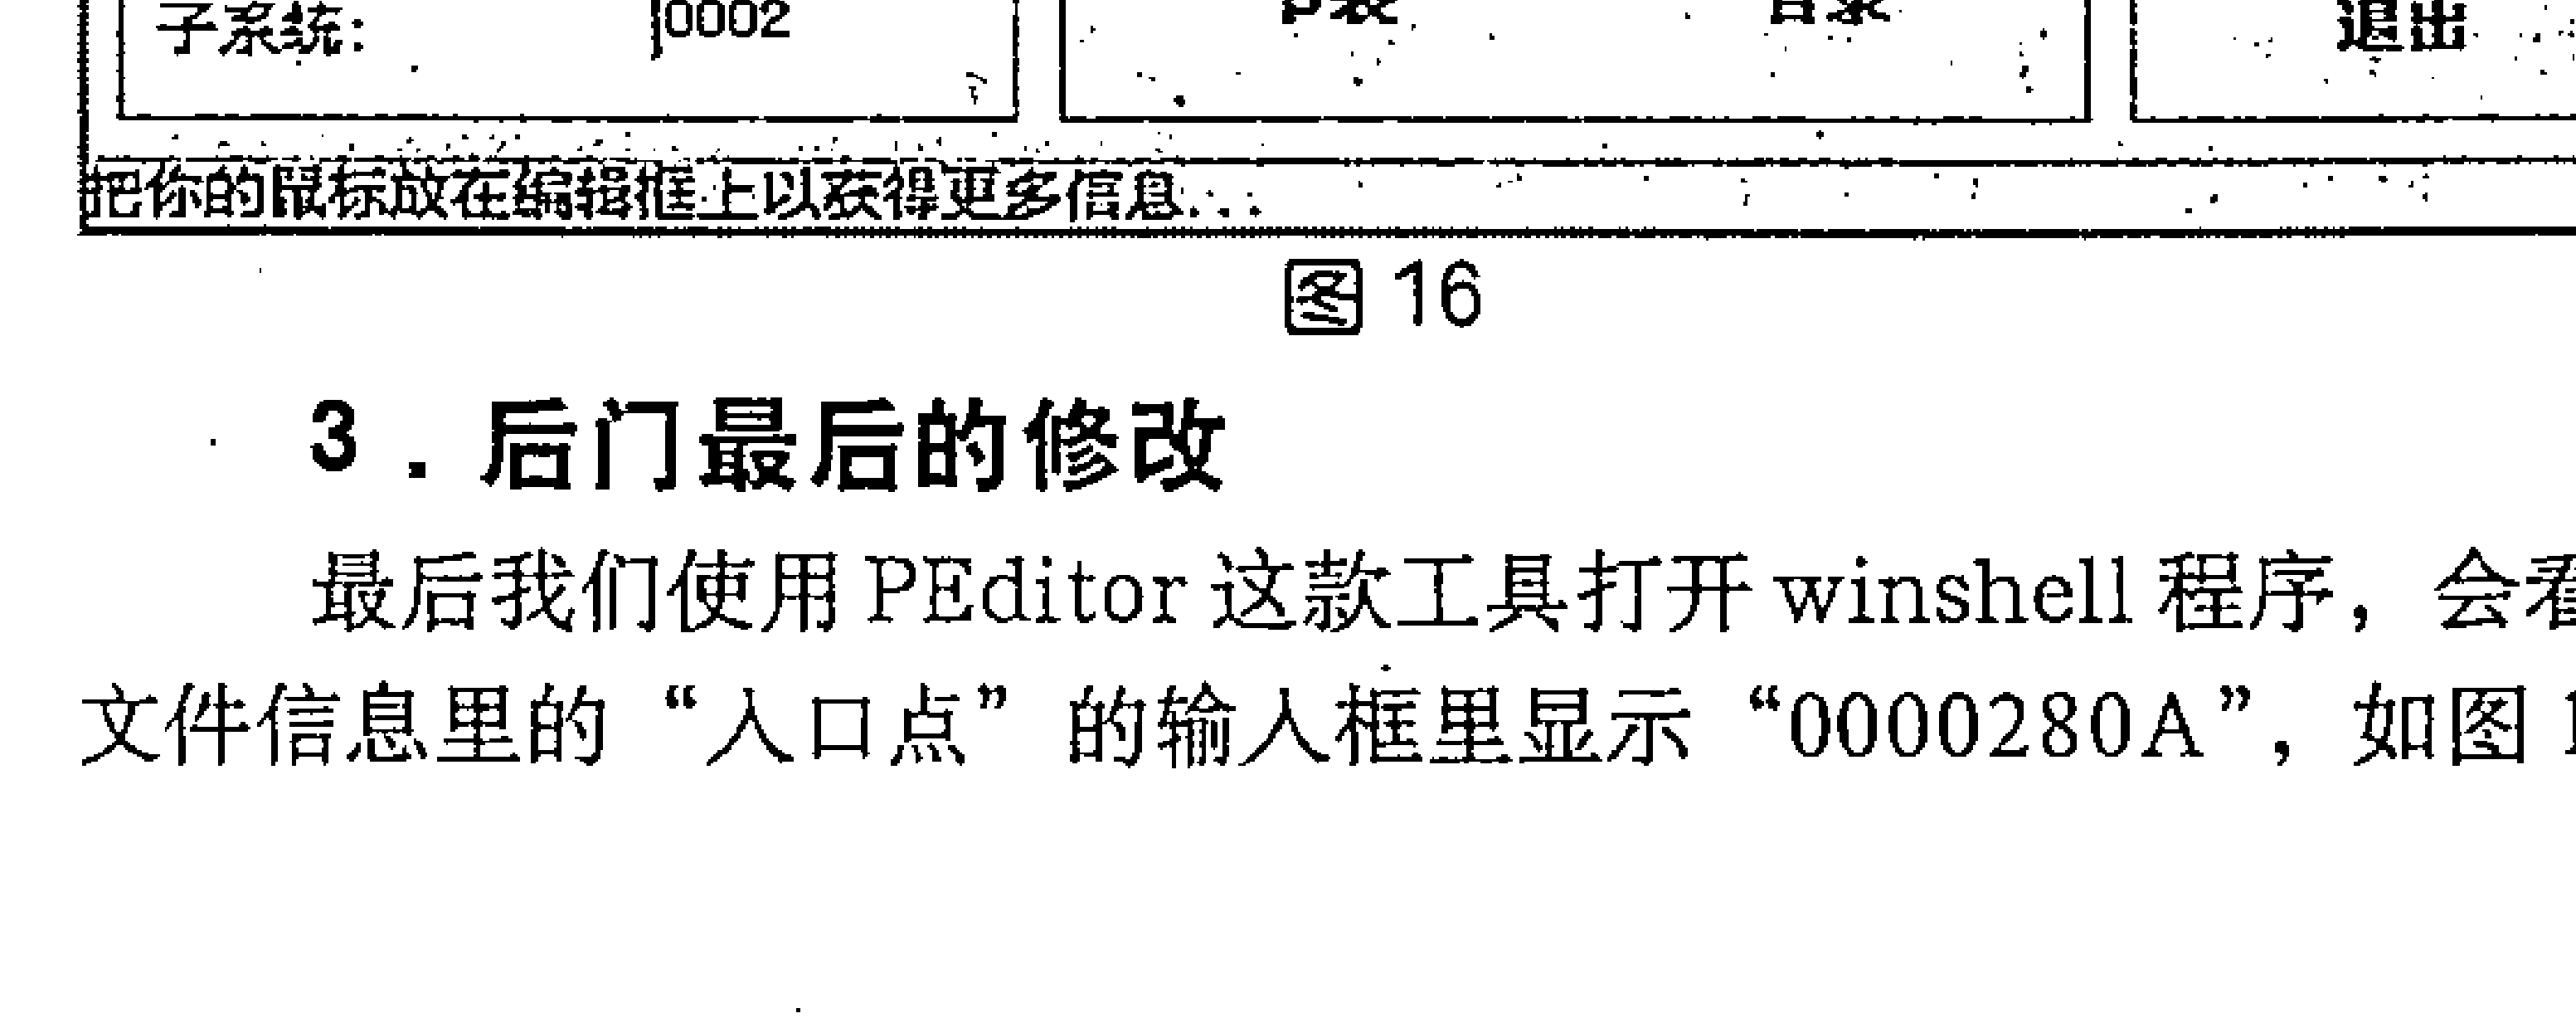 子系统: 0002 退出
把你的鼠标放在编辑框上以获得更多信息...
图 16
3．后门最后的修改
最后我们使用 PEditor 这款工具打开 winshell 程序，会看
文件信息里的“入口点”的输入框里显示“0000280A”，如图